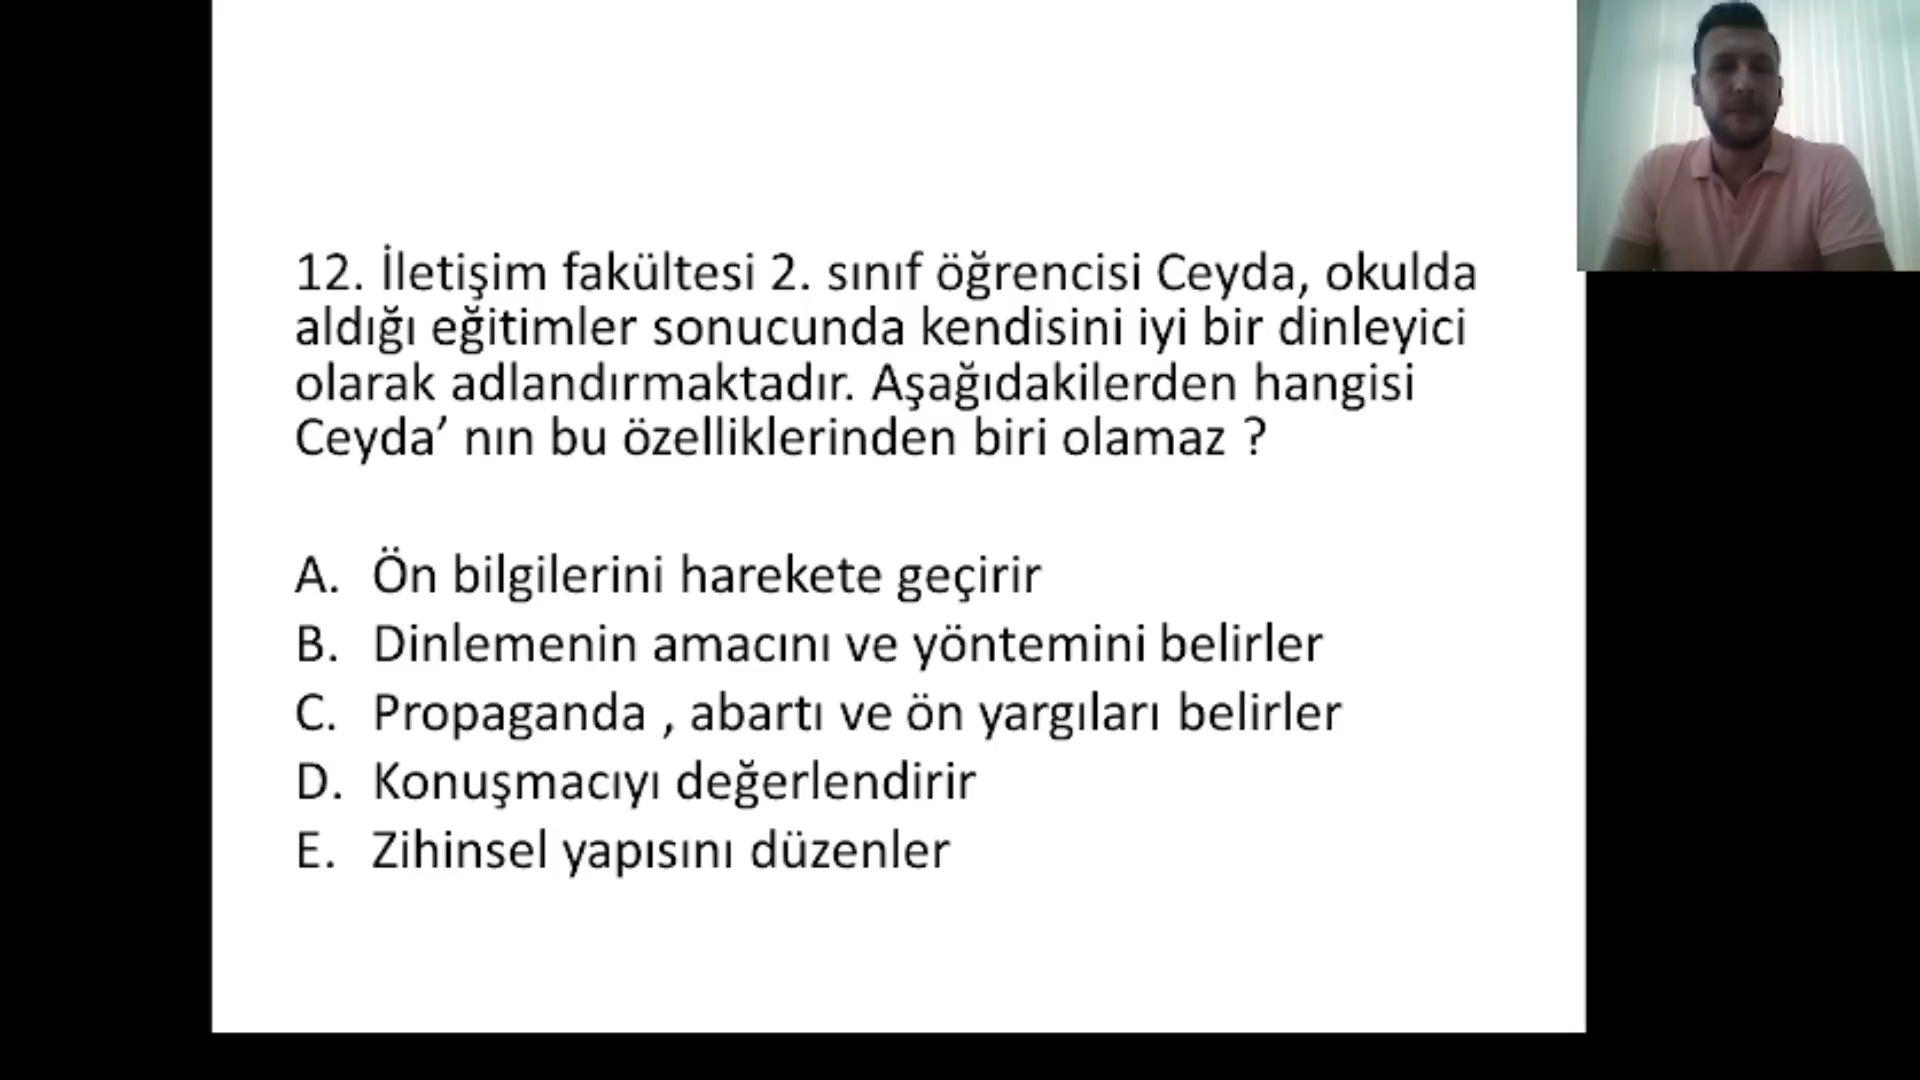 12. İletişim fakültesi 2. sınıf öğrencisi Ceyda, okulda
aldığı eğitimler sonucunda kendisini iyi bir dinleyici
olarak adlandırmaktadır. Aşağıdakilerden hangisi
Ceyda’ nın bu özelliklerinden biri olamaz ?
A. Ön bilgilerini harekete geçirir
B. Dinlemenin amacını ve yöntemini belirler
C. Propaganda , abartı ve ön yargıları belirler
D. Konuşmacıyı değerlendirir
E. Zihinsel yapısını düzenler